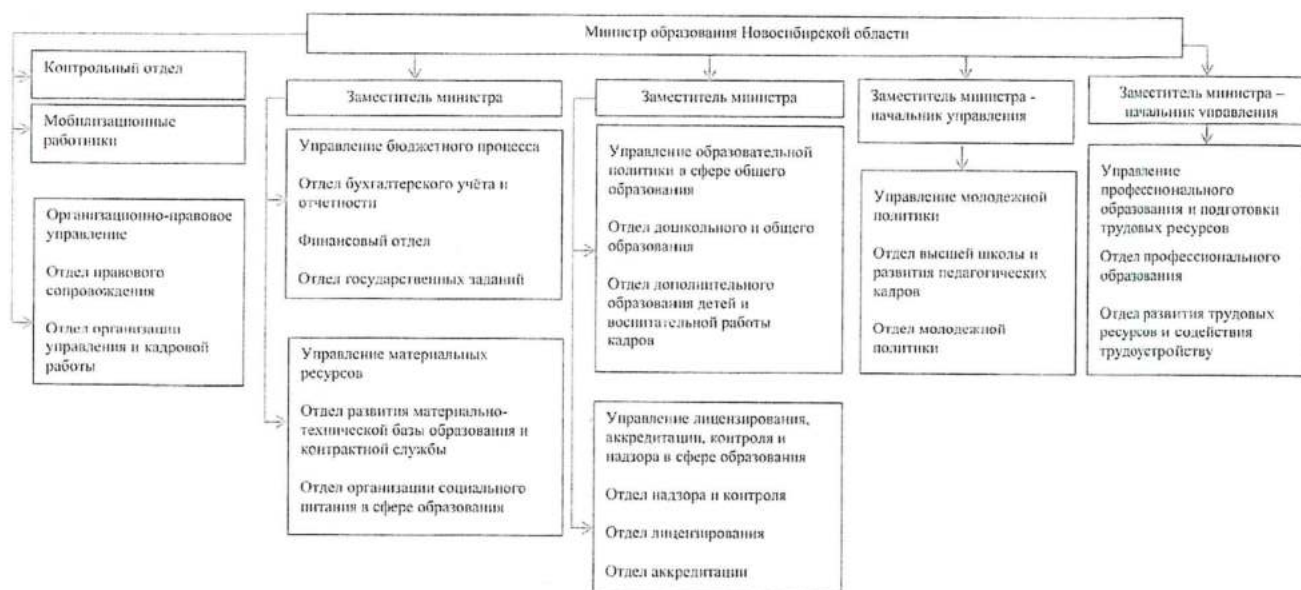 Министр образования Новосибирской области
Контрольный отдел
Мобилизационные
работники
Организационно-правовое
управление
Отдел правового
сопровождения
Отдел организации
управления и кадровой
работы
Заместитель министра
Управление бюджетного процесса
Отдел бухгалтерского учёта и
отчетности
Финансовый отдел
Отдел государственных заданий
Управление материальных
ресурсов
Отдел развития материально-
технической базы образования и
контрактной службы
Отдел организации социального
питания в сфере образования
Заместитель министра
Управление образовательной
политики в сфере общего
образования
Отдел дошкольного и общего
образования
Отдел дополнительного
образования детей и
воспитательной работы
кадров
Управление лицензирования,
аккредитации, контроля и
надзора в сфере образования
Отдел надзора и контроля
Отдел лицензирования
Отдел аккредитации
Заместитель министра -
начальник управления
Управление молодежной
политики
Отдел высшей школы и
развития педагогических
кадров
Отдел молодежной
политики
Заместитель министра –
начальник управления
Управление
профессионального
образования и подготовки
трудовых ресурсов
Отдел профессионального
образования
Отдел развития трудовых
ресурсов и содействия
трудоустройству